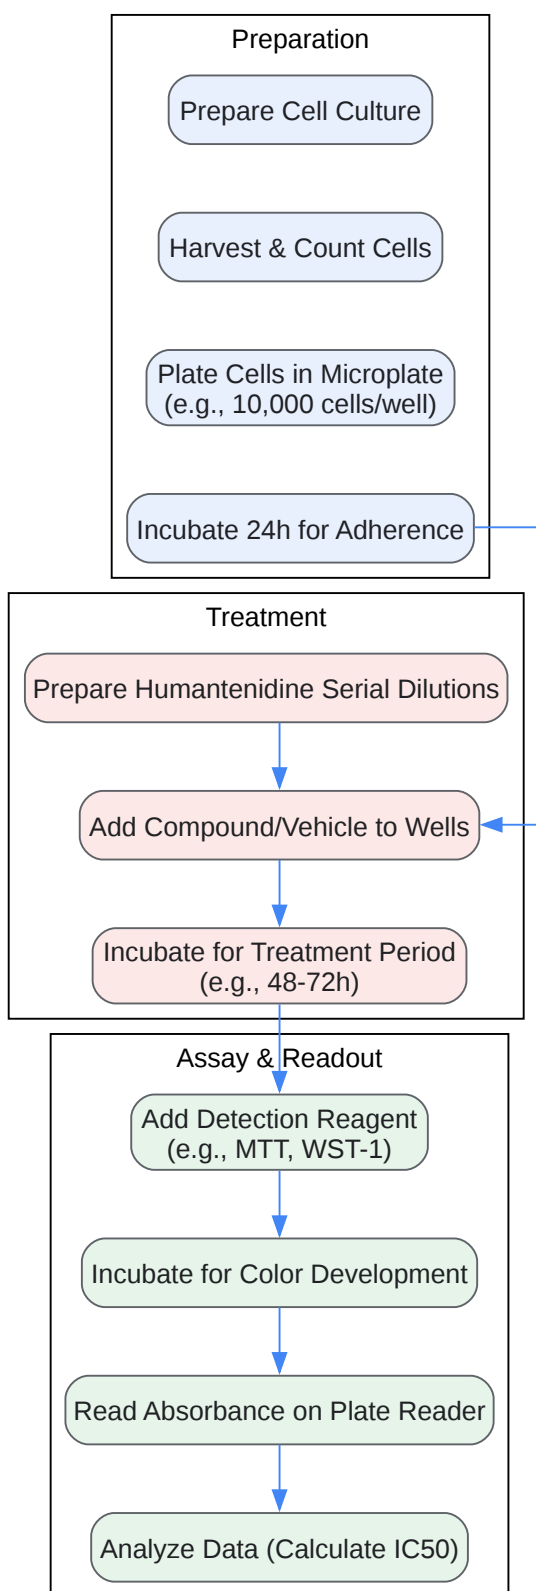 Preparation
Prepare Cell Culture
Harvest & Count Cells
Plate Cells in Microplate
(e.g., 10,000 cells/well)
Incubate 24h for Adherence
Treatment
Prepare Humantenidine Serial Dilutions
Add Compound/Vehicle to Wells
Incubate for Treatment Period
(e.g., 48-72h)
Assay & Readout
Add Detection Reagent
(e.g., MTT, WST-1)
Incubate for Color Development
Read Absorbance on Plate Reader
Analyze Data (Calculate IC50)